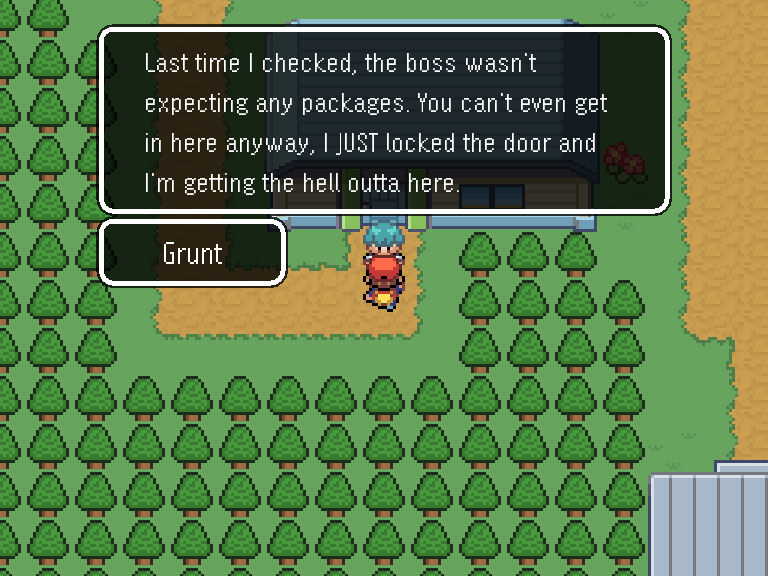 Last time I checked, the boss wasn't
expecting any packages. You can't even get
in here anyway, I JUST locked the door and
I'm getting the hell outta here.
Grunt